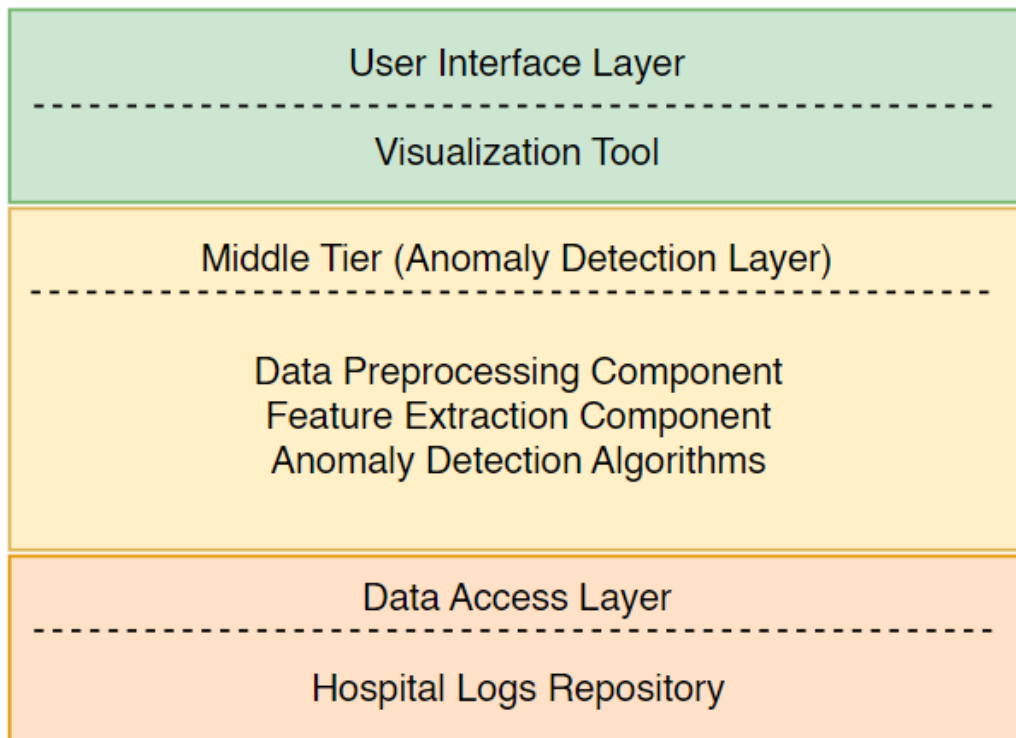 User Interface Layer
Visualization Tool
Middle Tier (Anomaly Detection Layer)
Data Preprocessing Component
Feature Extraction Component
Anomaly Detection Algorithms
Data Access Layer
Hospital Logs Repository